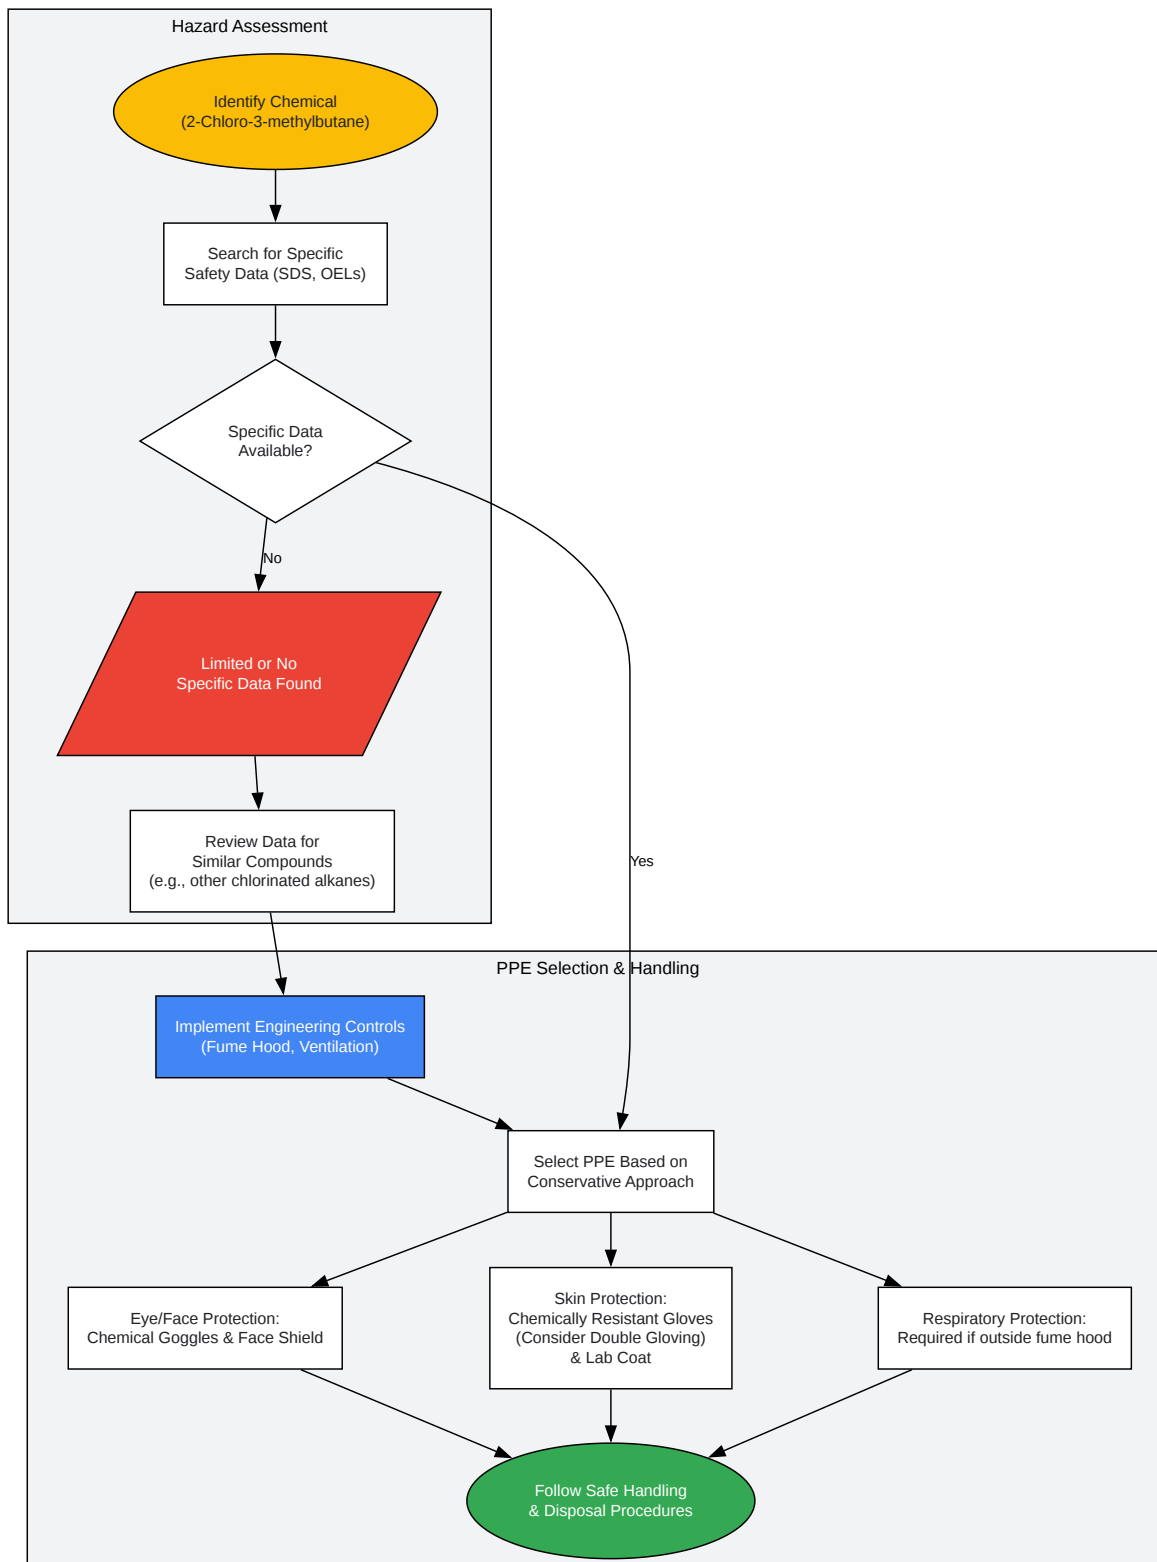 Hazard Assessment
Identify Chemical
(2-Chloro-3-methylbutane)
Search for Specific
Safety Data (SDS, OELs)
Specific Data
Available?
No
Limited or No
Specific Data Found
Review Data for
Similar Compounds
(e.g., other chlorinated alkanes)
Yes
PPE Selection & Handling
Implement Engineering Controls
(Fume Hood, Ventilation)
Select PPE Based on
Conservative Approach
Eye/Face Protection:
Chemical Goggles & Face Shield
Skin Protection:
Chemically Resistant Gloves
(Consider Double Gloving)
& Lab Coat
Respiratory Protection:
Required if outside fume hood
Follow Safe Handling
& Disposal Procedures